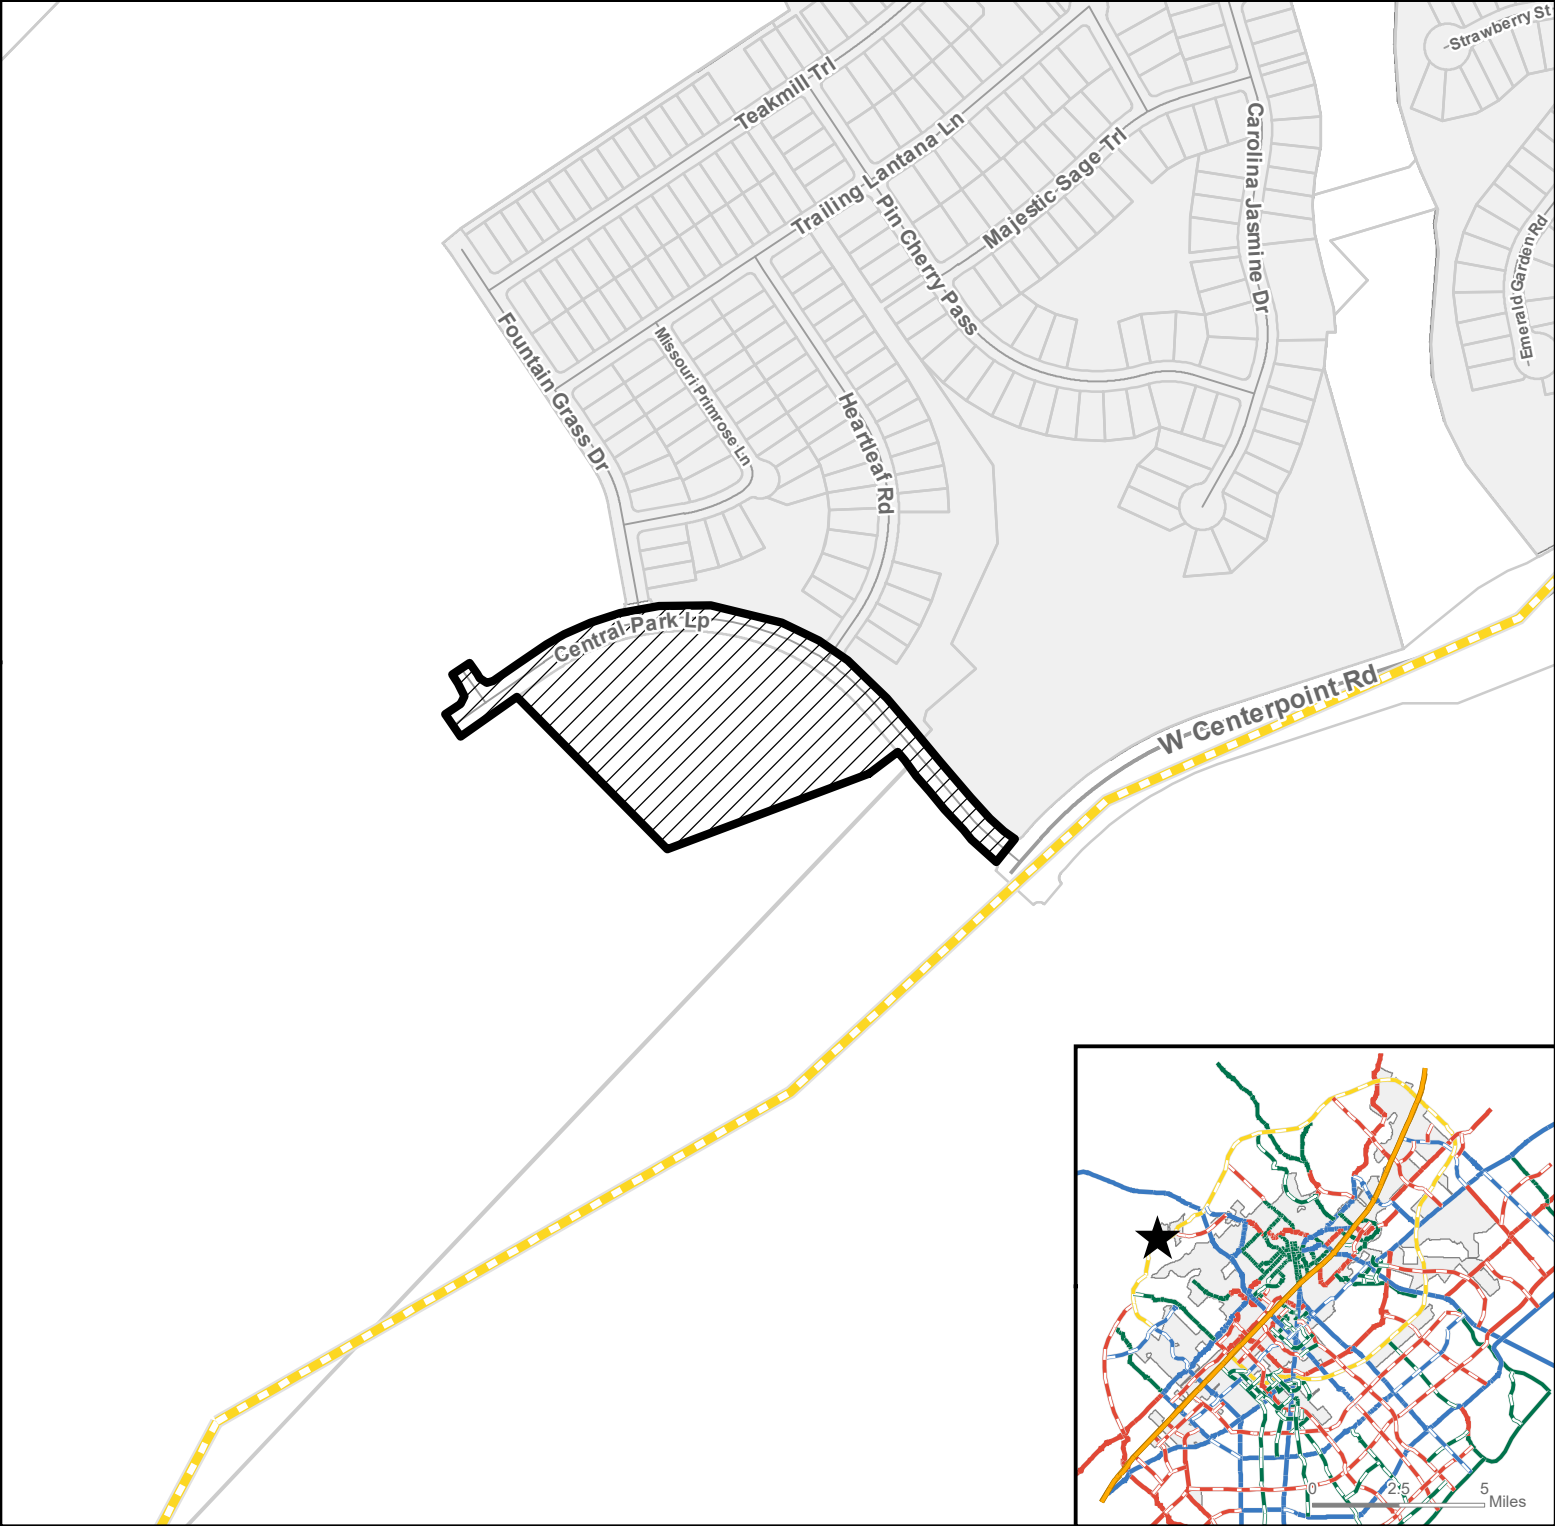 Strawberry St
Teakmill Trl
Trailing Lantana Ln
Majestic Sage Trl
Carolina Jasmine Dr
Pin Cherry Pass
Emerald Garden Rd
Fountain Grass Dr
Missouri Primrose Ln
Heartleaf Rd
Central Park Lp
W Centerpoint Rd
0 2.5 5
Miles